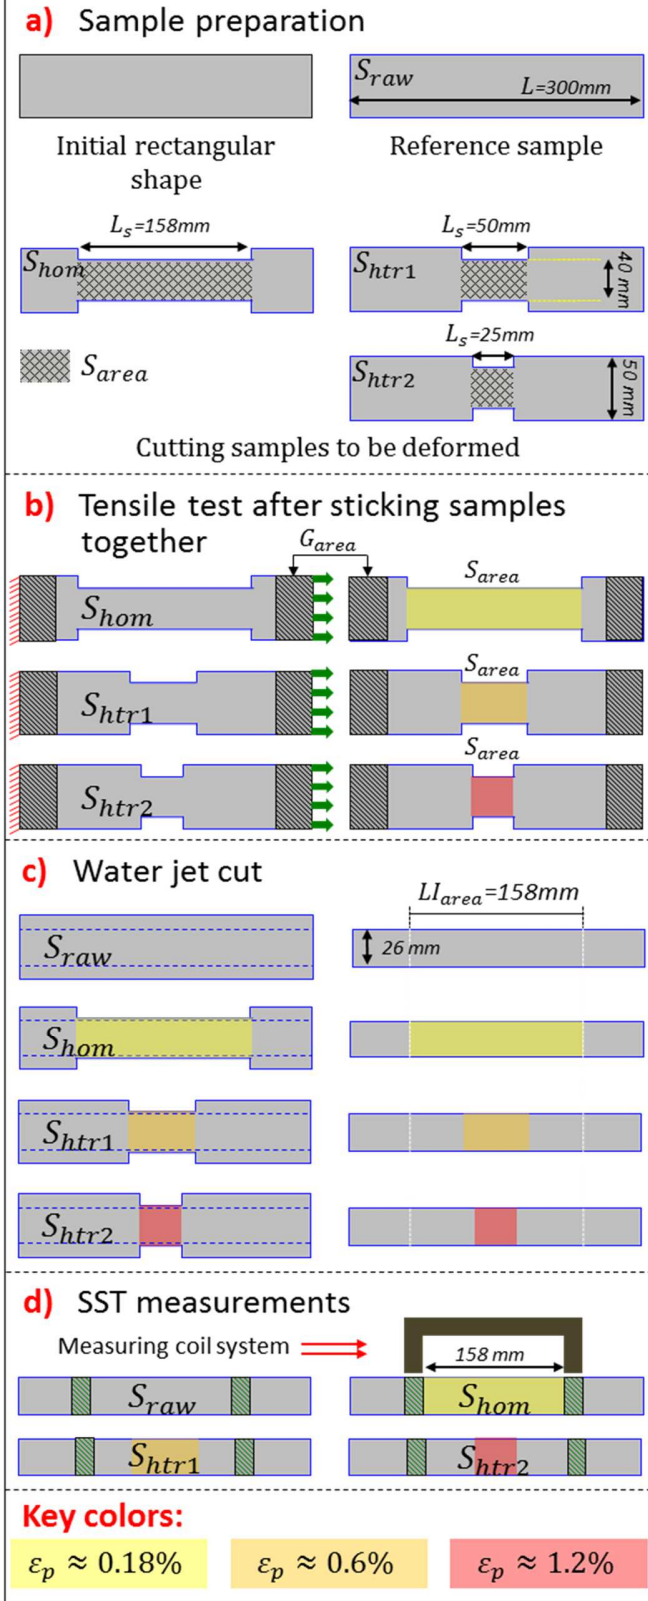 a) Sample preparation
S_raw
L=300mm
Initial rectangular
shape
Reference sample
L_s=158mm
L_s=50mm
S_hom
S_htr1
40 mm
L_s=25mm
S_area
S_htr2
50 mm
Cutting samples to be deformed
b) Tensile test after sticking samples
together
G_area
S_area
S_hom
S_area
S_htr1
S_area
S_htr2
c) Water jet cut
LI_area=158mm
S_raw
26 mm
S_hom
S_htr1
S_htr2
d) SST measurements
Measuring coil system
158 mm
S_raw
S_hom
S_htr1
S_htr2
Key colors:
ε_p ≈ 0.18%
ε_p ≈ 0.6%
ε_p ≈ 1.2%